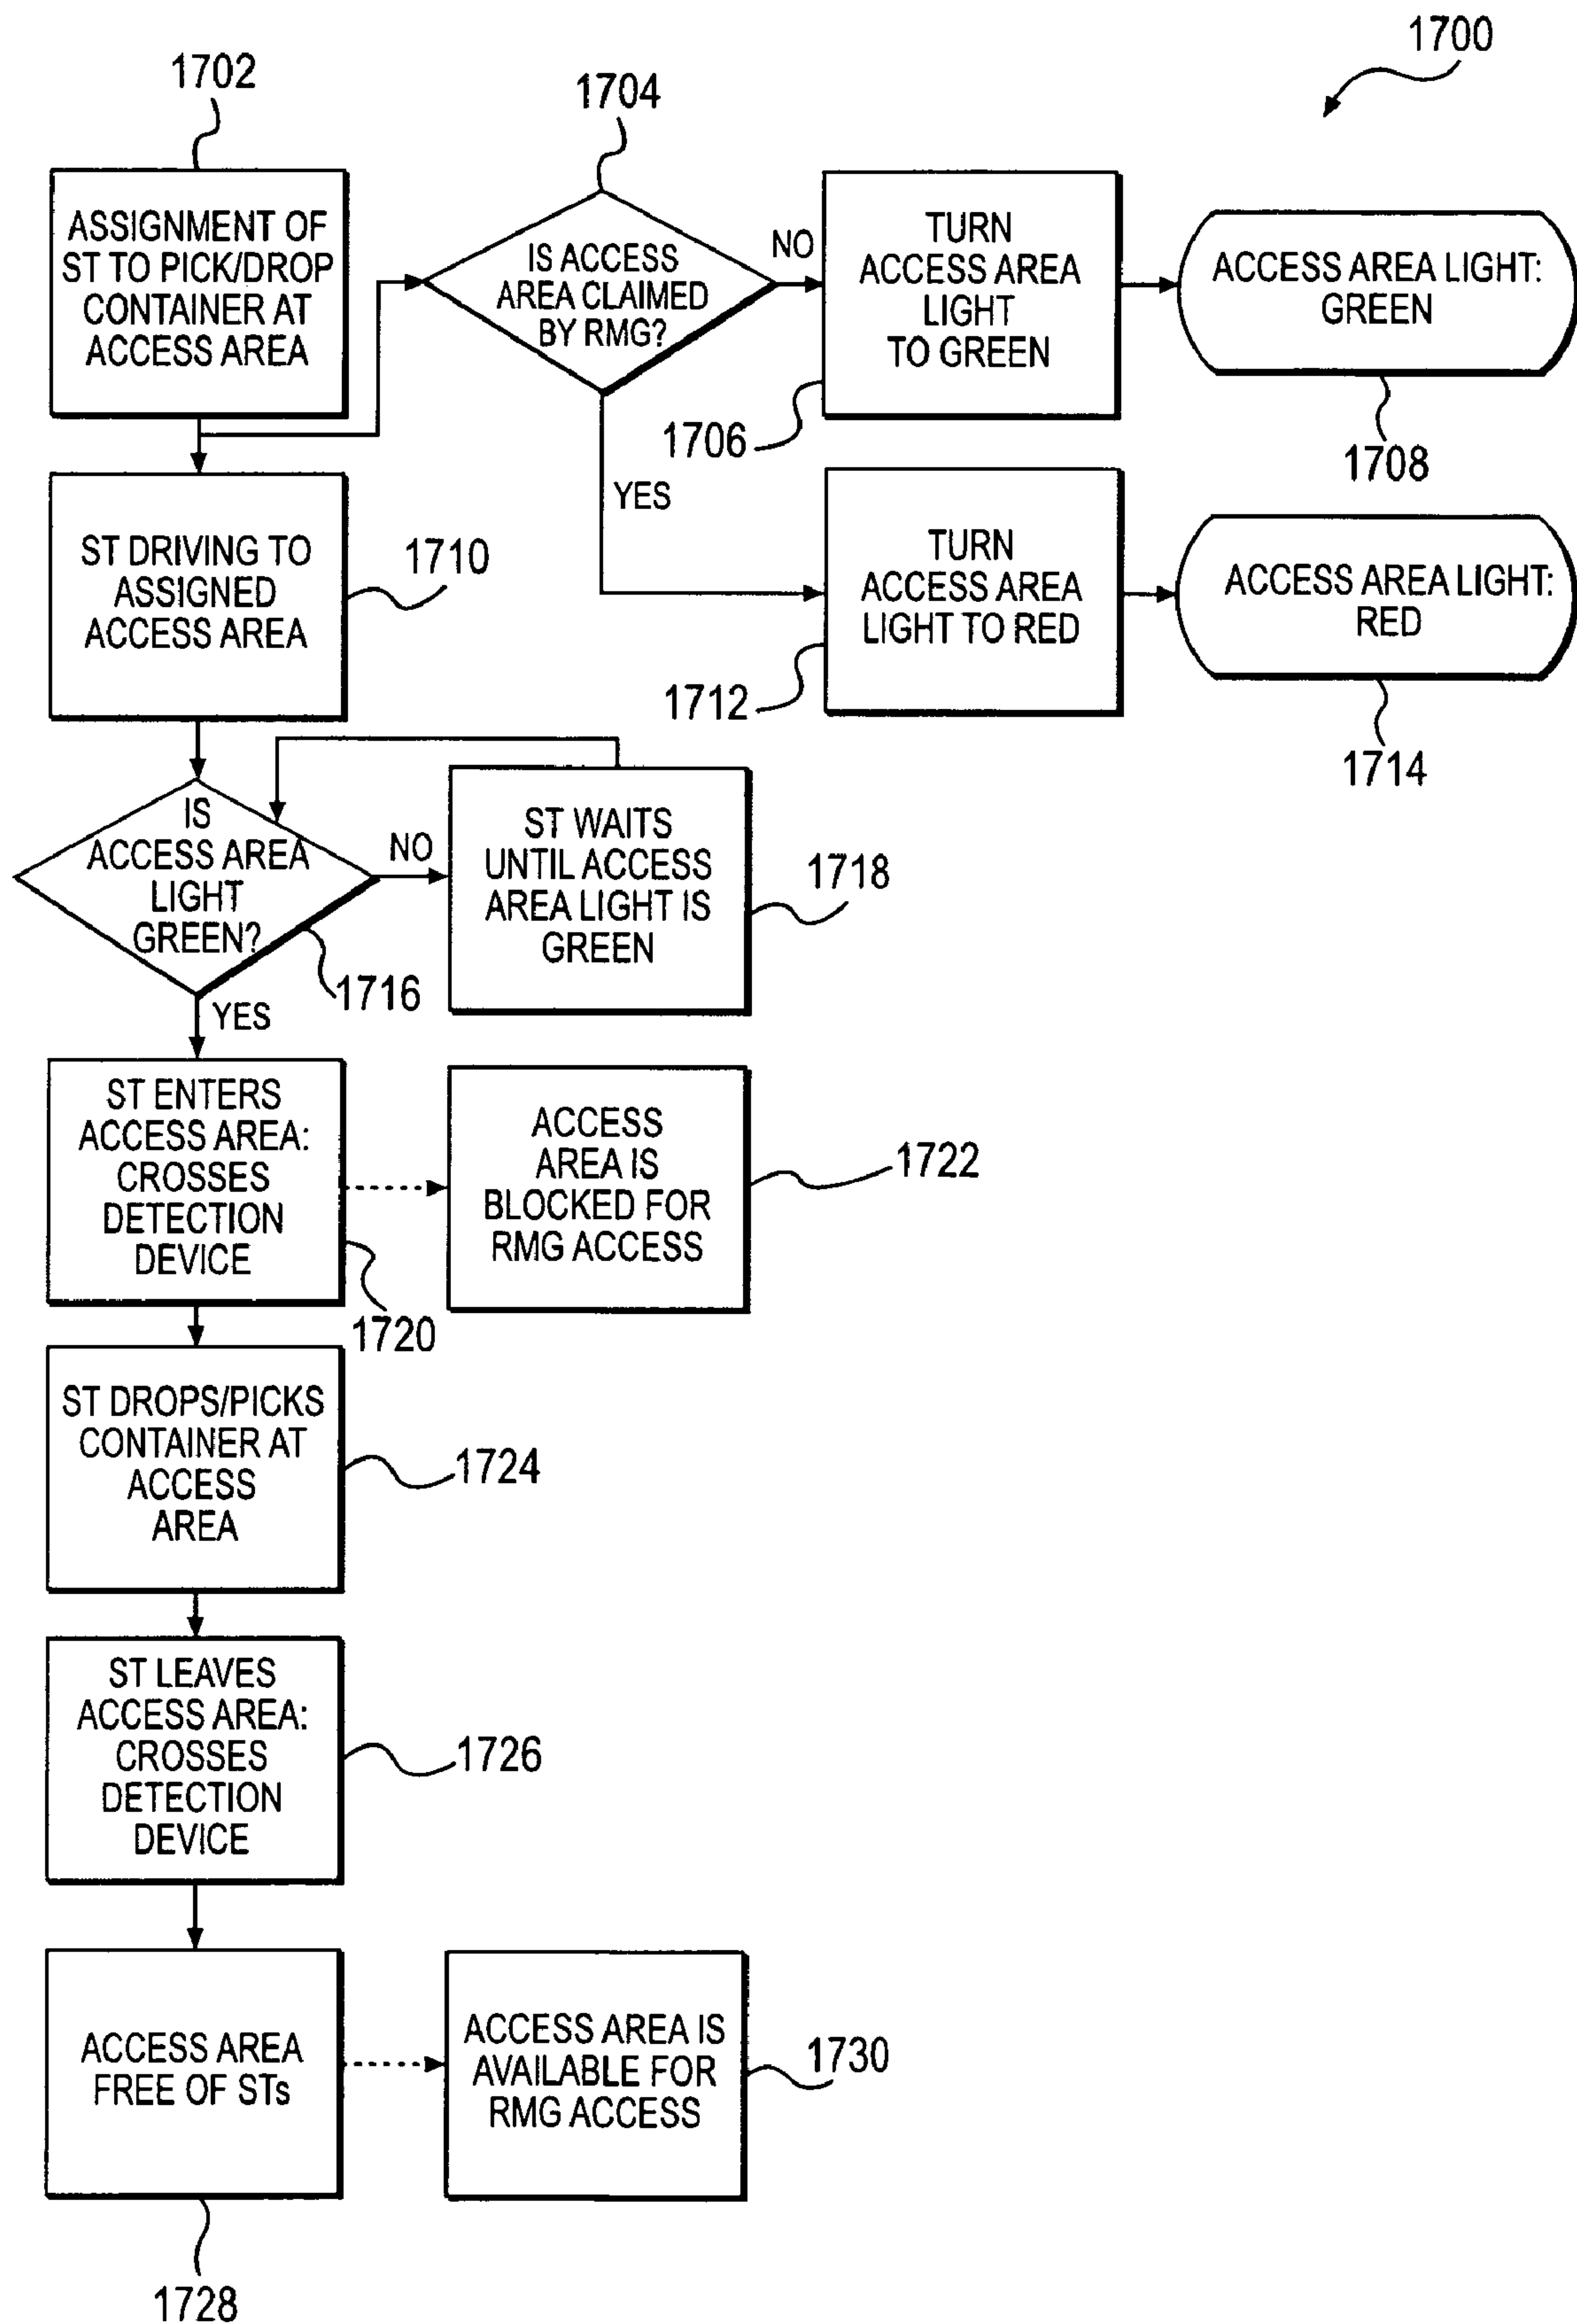 1700
1702
1704
ASSIGNMENT OF
ST TO PICK/DROP
CONTAINER AT
ACCESS AREA
IS ACCESS
AREA CLAIMED
BY RMG?
NO
TURN
ACCESS AREA
LIGHT
TO GREEN
ACCESS AREA LIGHT:
GREEN
1706
1708
YES
ST DRIVING TO
ASSIGNED
ACCESS AREA
1710
TURN
ACCESS AREA
LIGHT TO RED
ACCESS AREA LIGHT:
RED
1712
1714
IS
ACCESS AREA
LIGHT
GREEN?
NO
ST WAITS
UNTIL ACCESS
AREA LIGHT IS
GREEN
1718
1716
YES
ST ENTERS
ACCESS AREA:
CROSSES
DETECTION
DEVICE
ACCESS
AREA IS
BLOCKED FOR
RMG ACCESS
1722
1720
ST DROPS/PICKS
CONTAINER AT
ACCESS
AREA
1724
ST LEAVES
ACCESS AREA:
CROSSES
DETECTION
DEVICE
1726
ACCESS AREA
FREE OF STs
ACCESS AREA IS
AVAILABLE FOR
RMG ACCESS
1730
1728